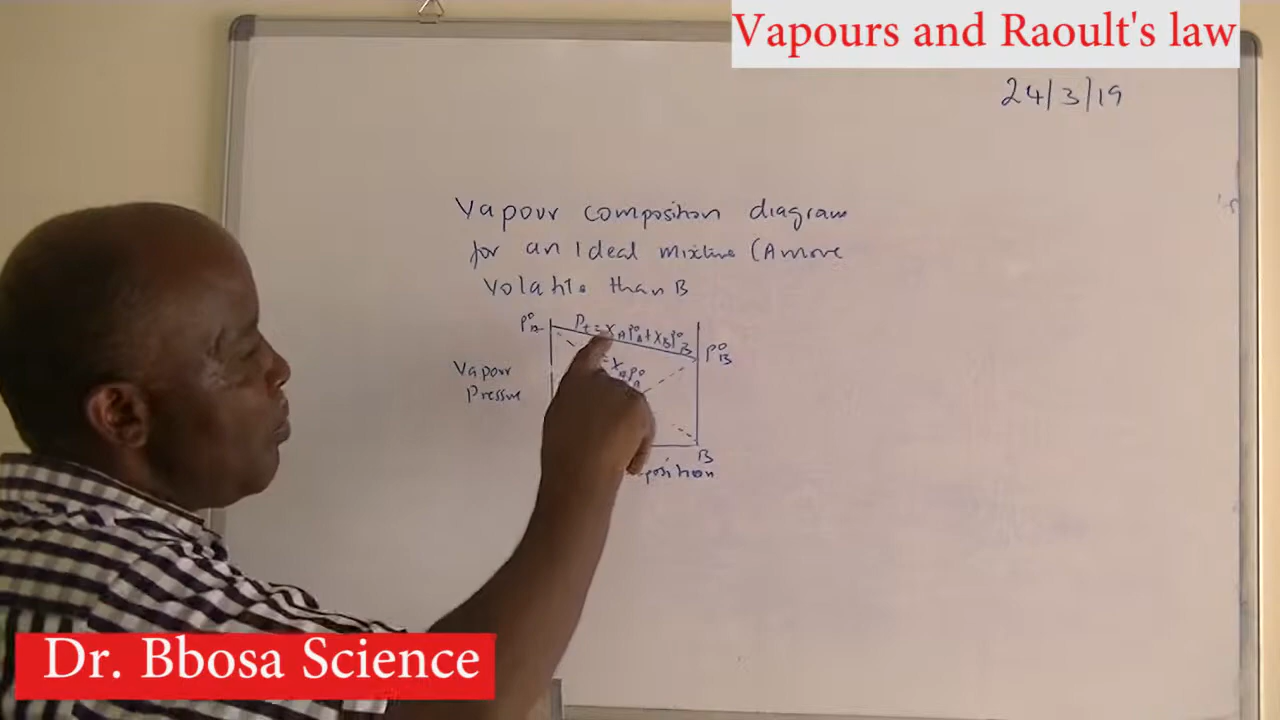 Vapours and Raoult's law
24/3/19
Vapour composition diagram
for an Ideal mixture (A more
Volatile than B
Pt = XAP°A + XBP°B
P°B
= XAP°A
Vapour
Pressure
B
position
Dr. Bbosa Science